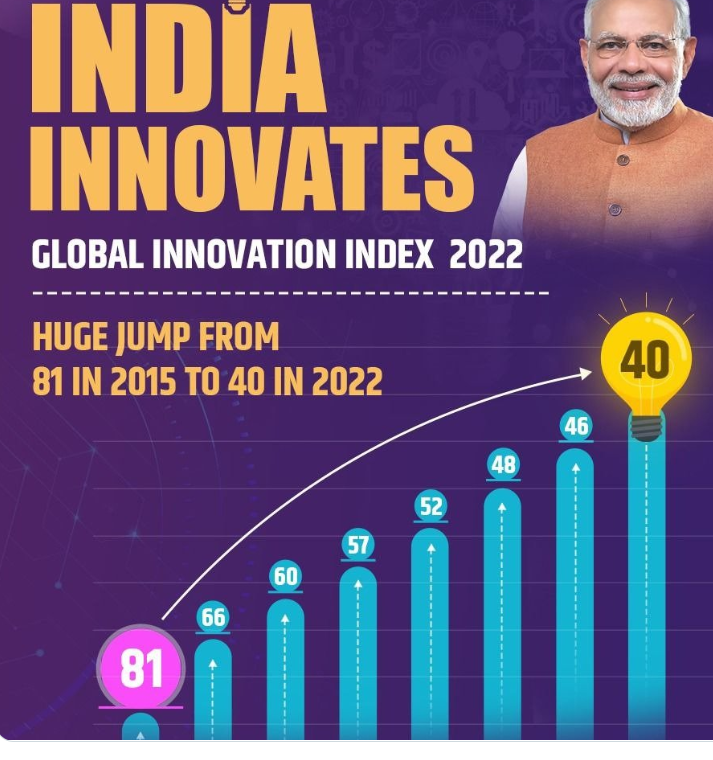 INDIA
INNOVATES
GLOBAL INNOVATION INDEX 2022
HUGE JUMP FROM
81 IN 2015 TO 40 IN 2022
81
66
60
57
52
48
46
40